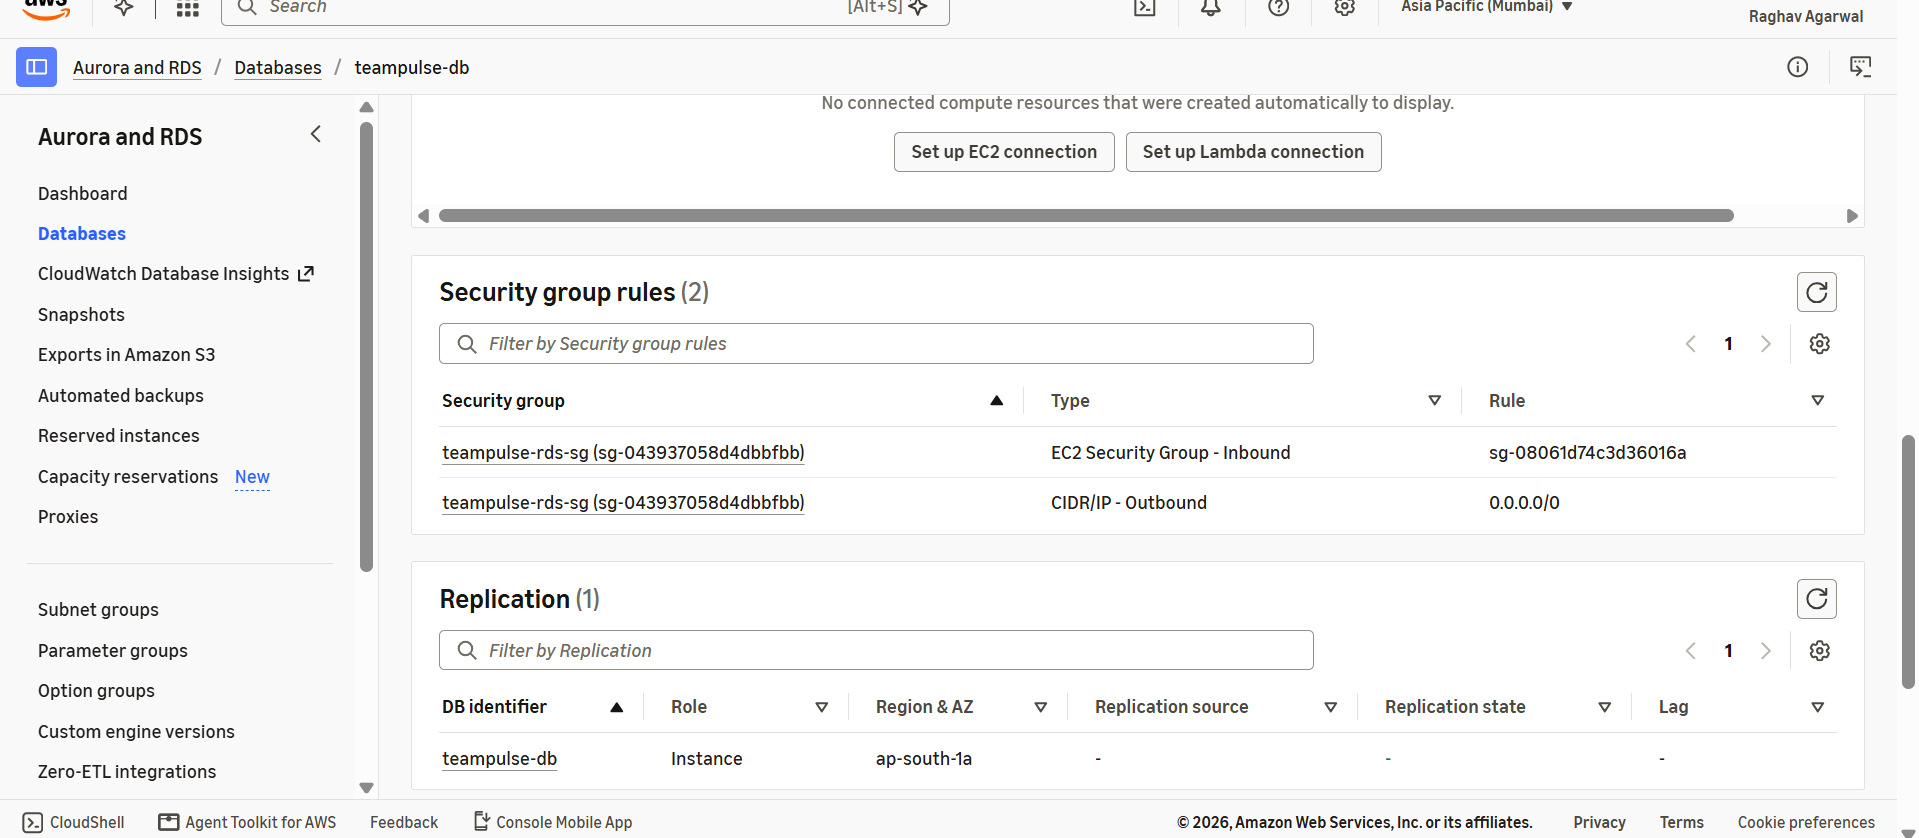 aws
Search [Alt+S] Asia Pacific (Mumbai) Raghav Agarwal
Aurora and RDS / Databases / teampulse-db
Aurora and RDS
Dashboard
Databases
CloudWatch Database Insights
Snapshots
Exports in Amazon S3
Automated backups
Reserved instances
Capacity reservations New
Proxies
Subnet groups
Parameter groups
Option groups
Custom engine versions
Zero-ETL integrations
No connected compute resources that were created automatically to display.
Set up EC2 connection Set up Lambda connection
Security group rules (2)
Filter by Security group rules 1
Security group Type Rule
teampulse-rds-sg (sg-043937058d4dbbfbb) EC2 Security Group - Inbound sg-08061d74c3d36016a
teampulse-rds-sg (sg-043937058d4dbbfbb) CIDR/IP - Outbound 0.0.0.0/0
Replication (1)
Filter by Replication 1
DB identifier Role Region & AZ Replication source Replication state Lag
teampulse-db Instance ap-south-1a - - -
CloudShell Agent Toolkit for AWS Feedback Console Mobile App © 2026, Amazon Web Services, Inc. or its affiliates. Privacy Terms Cookie preferences